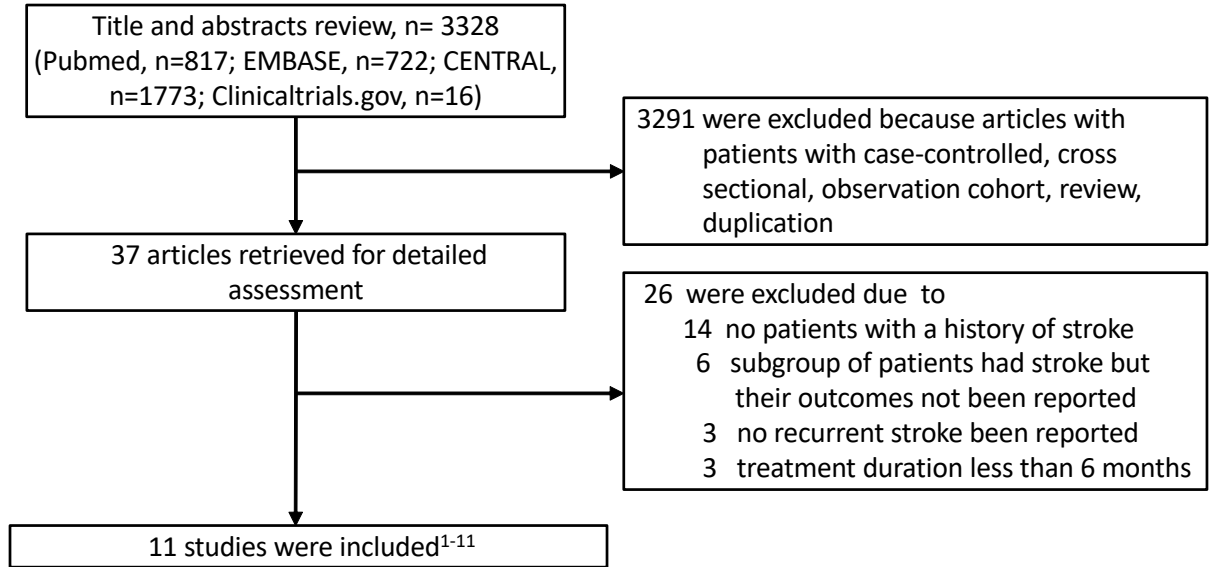 Title and abstracts review, n= 3328
(Pubmed, n=817; EMBASE, n=722; CENTRAL,
n=1773; Clinicaltrials.gov, n=16)
3291 were excluded because articles with
patients with case-controlled, cross
sectional, observation cohort, review,
duplication
37 articles retrieved for detailed
assessment
26 were excluded due to
14 no patients with a history of stroke
6 subgroup of patients had stroke but
their outcomes not been reported
3 no recurrent stroke been reported
3 treatment duration less than 6 months
11 studies were included1-11